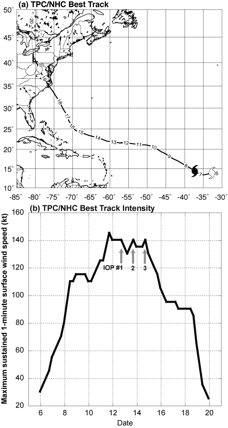 (a) TPC/NHC Best Track
50°
45°
40°
35°
30°
25°
20°
15°
10°
-85° -80° -75° -70° -65° -60° -55° -50° -45° -40° -35° -30°
(b) TPC/NHC Best Track Intensity
Maximum sustained 1-minute surface wind speed (kt)
160
140
120
100
80
60
40
20
IOP #1 2 3
6 8 10 12 14 16 18 20
Date